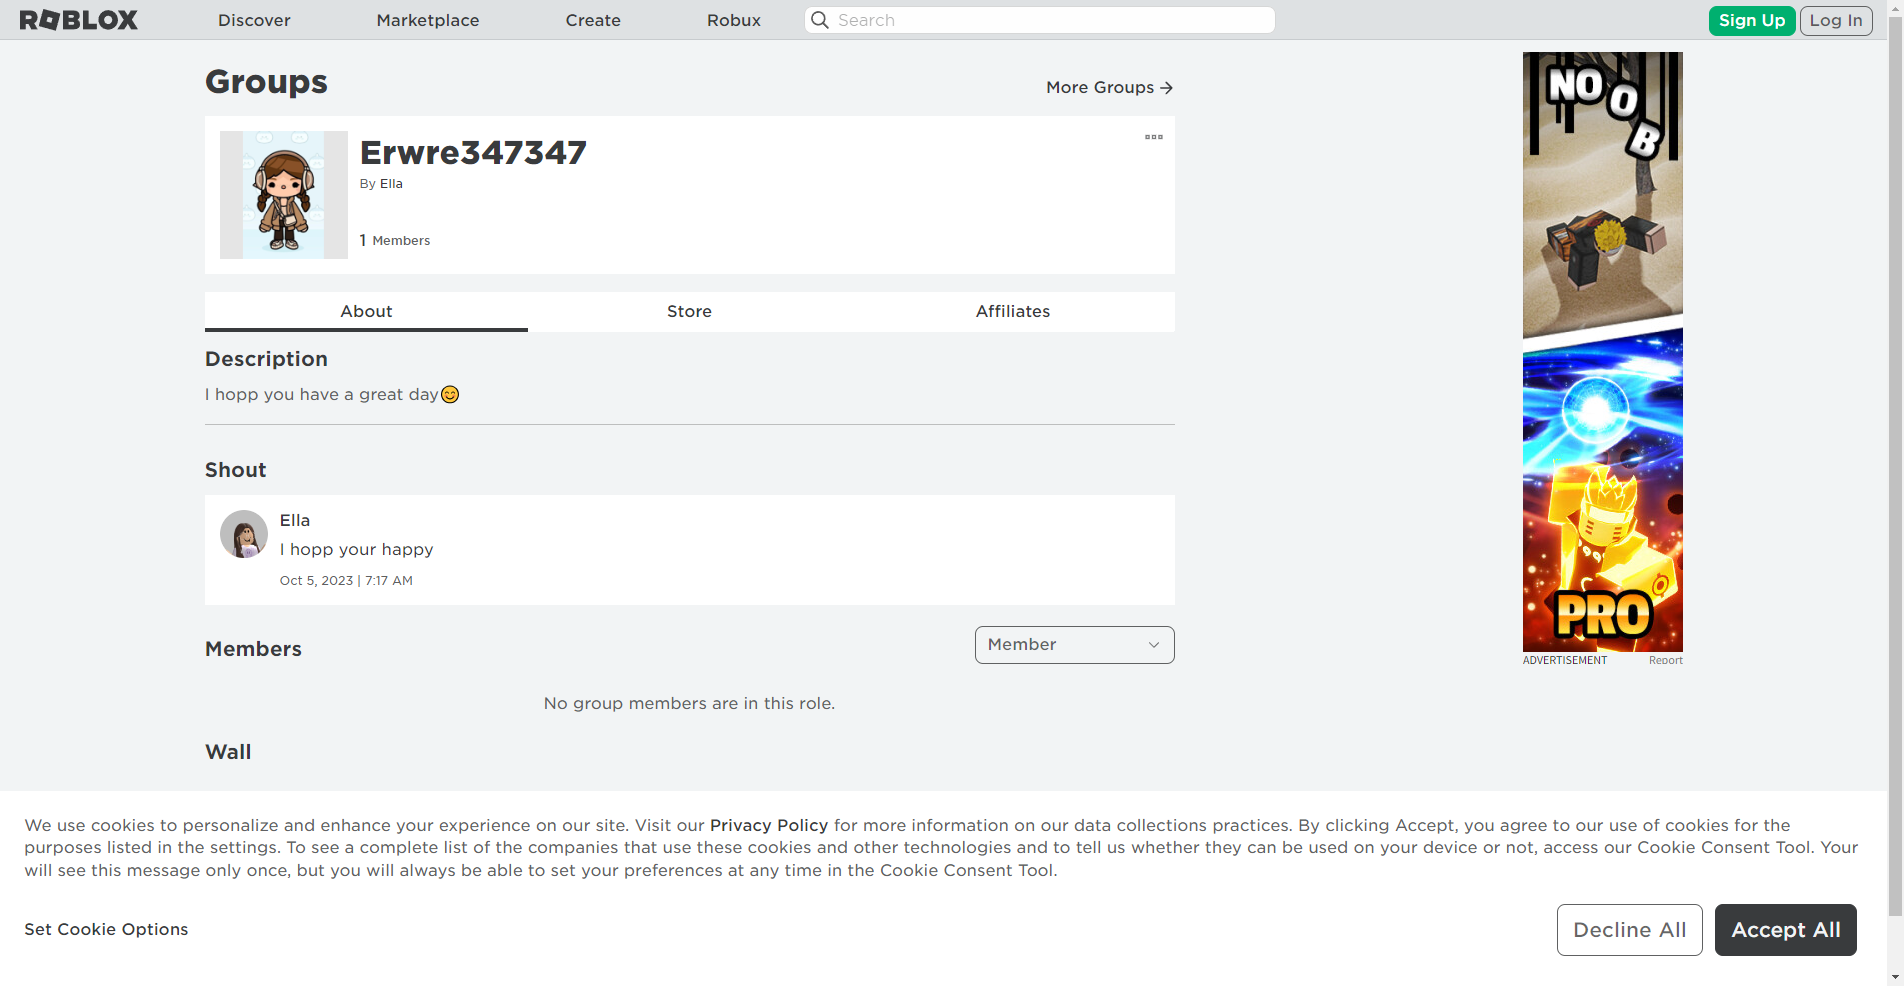 ROBLOX
Discover
Marketplace
Create
Robux
Search
Sign Up
Log In
Groups
More Groups
Erwre347347
By Ella
1 Members
About
Store
Affiliates
Description
I hopp you have a great day😊
Shout
Ella
I hopp your happy
Oct 5, 2023 | 7:17 AM
Members
Member
No group members are in this role.
Wall
NOOB
PRO
ADVERTISEMENT
Report
We use cookies to personalize and enhance your experience on our site. Visit our Privacy Policy for more information on our data collections practices. By clicking Accept, you agree to our use of cookies for the
purposes listed in the settings. To see a complete list of the companies that use these cookies and other technologies and to tell us whether they can be used on your device or not, access our Cookie Consent Tool. Your
will see this message only once, but you will always be able to set your preferences at any time in the Cookie Consent Tool.
Set Cookie Options
Decline All
Accept All